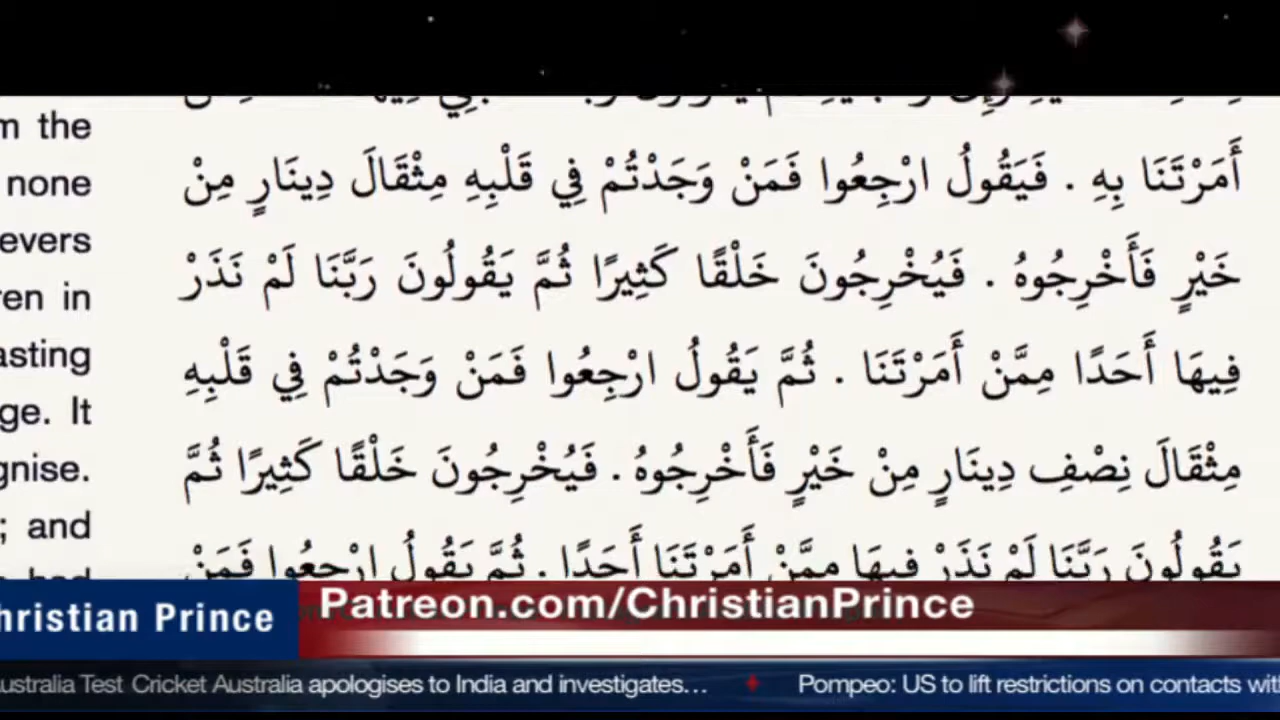 m the
none
evers
ren in
asting
ge. It
gnise.
; and
أَمَرْتَنَا بِهِ . فَيَقُولُ ارْجِعُوا فَمَنْ وَجَدْتُمْ فِي قَلْبِهِ مِثْقَالَ دِينَارٍ مِنْ
خَيْرٍ فَأَخْرِجُوهُ . فَيُخْرِجُونَ خَلْقًا كَثِيرًا ثُمَّ يَقُولُونَ رَبَّنَا لَمْ نَذَرْ
فِيهَا أَحَدًا مِمَّنْ أَمَرْتَنَا . ثُمَّ يَقُولُ ارْجِعُوا فَمَنْ وَجَدْتُمْ فِي قَلْبِهِ
مِثْقَالَ نِصْفِ دِينَارٍ مِنْ خَيْرٍ فَأَخْرِجُوهُ . فَيُخْرِجُونَ خَلْقًا كَثِيرًا ثُمَّ
يَقُولُونَ رَبَّنَا لَمْ نَذَرْ فِيهَا مِمَّنْ أَمَرْتَنَا أَحَدًا . ثُمَّ يَقُولُ ارْجِعُوا فَمَنْ
hristian Prince
Patreon.com/ChristianPrince
ustralia Test Cricket Australia apologises to India and investigates... ♦ Pompeo: US to lift restrictions on contacts wit